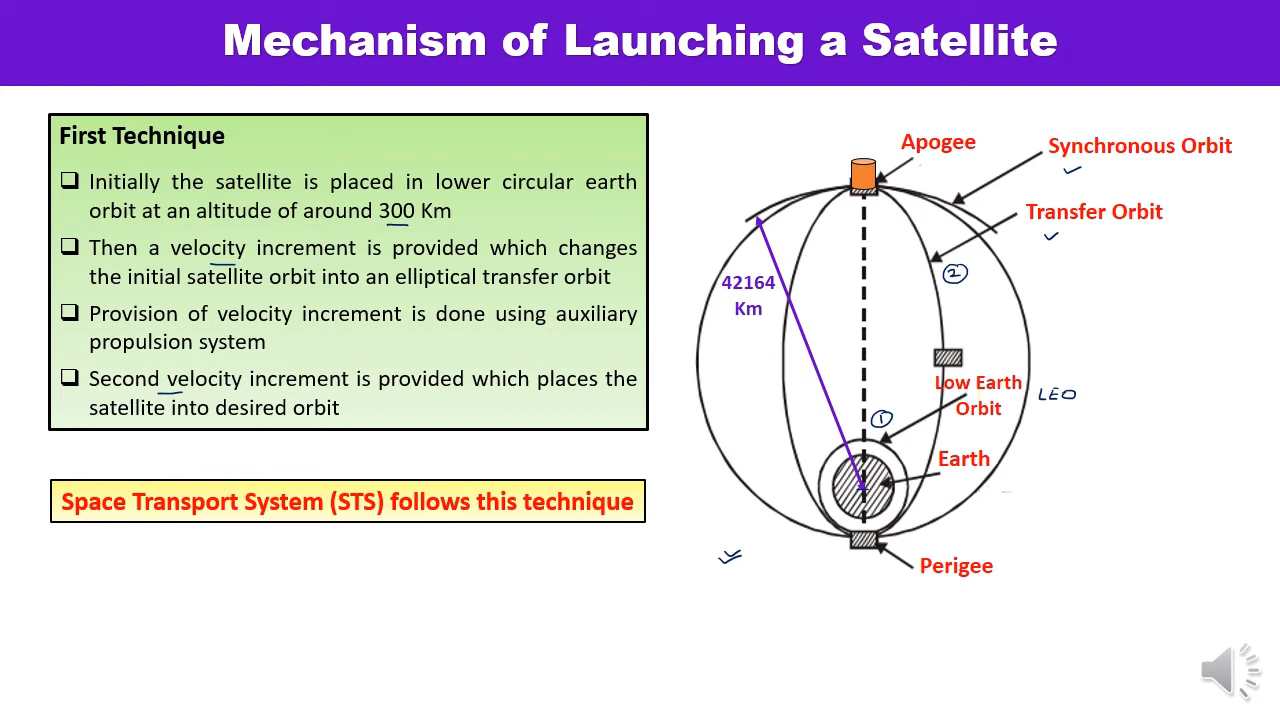 Mechanism of Launching a Satellite
First Technique
Initially the satellite is placed in lower circular earth
orbit at an altitude of around 300 Km
Then a velocity increment is provided which changes
the initial satellite orbit into an elliptical transfer orbit
Provision of velocity increment is done using auxiliary
propulsion system
Second velocity increment is provided which places the
satellite into desired orbit
Space Transport System (STS) follows this technique
Apogee
Synchronous Orbit
Transfer Orbit
②
42164
Km
Low Earth
Orbit
LEO
①
Earth
Perigee